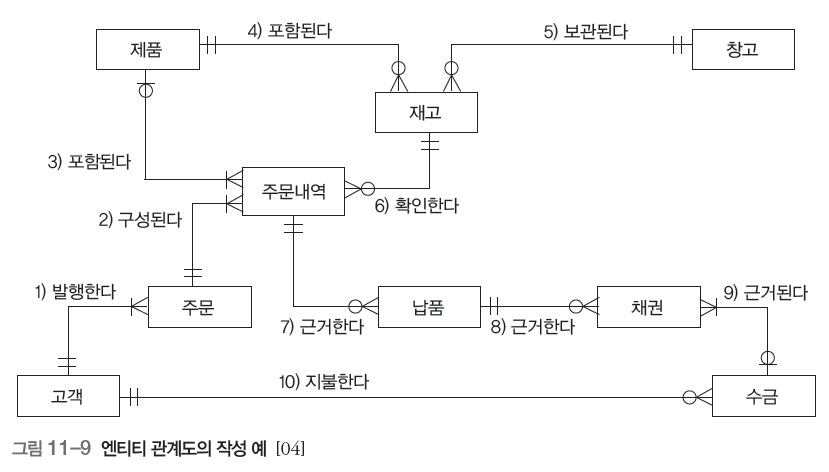 4) 포함된다
5) 보관된다
제품
창고
재고
3) 포함된다
주문내역
6) 확인한다
2) 구성된다
1) 발행한다
주문
납품
채권
9) 근거된다
7) 근거한다
8) 근거한다
10) 지불한다
고객
수금
그림 11-9 엔티티 관계도의 작성 예 [04]